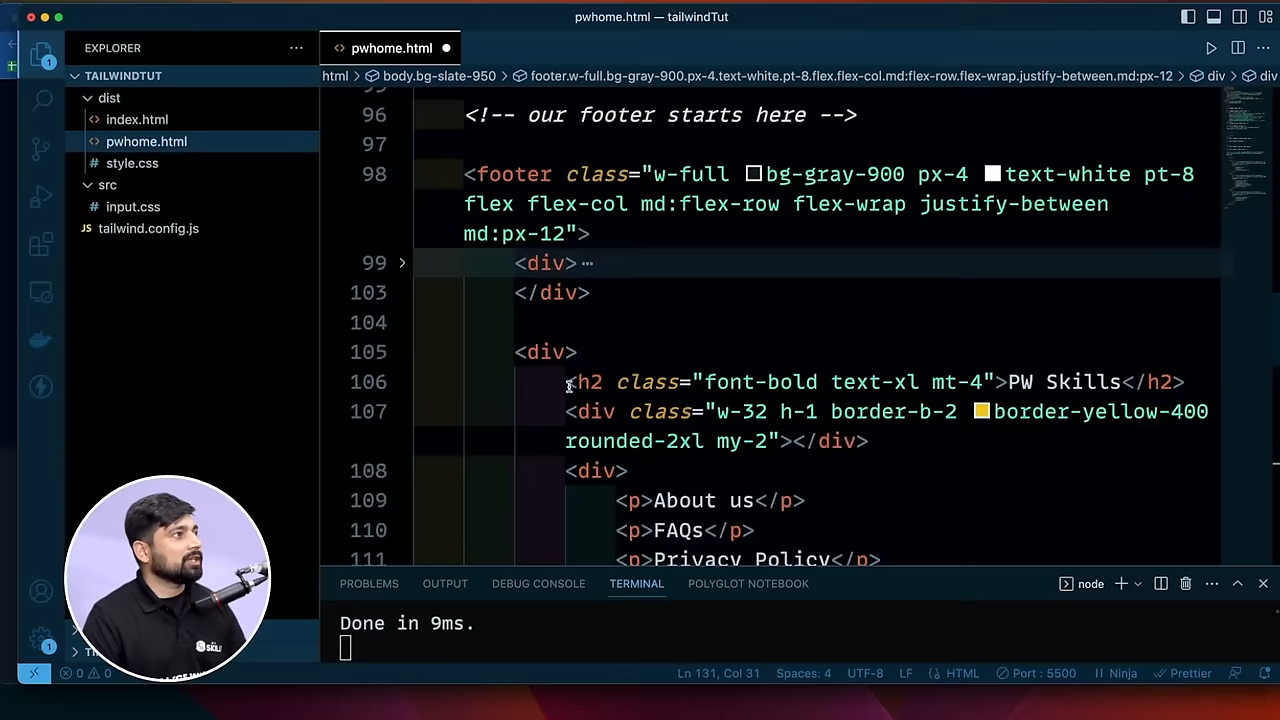 pwhome.html — tailwindTut
EXPLORER
pwhome.html
TAILWINDTUT
html > body.bg-slate-950 > footer.w-full.bg-gray-900.px-4.text-white.pt-8.flex.flex-col.md:flex-row.flex-wrap.justify-between.md:px-12 > div > div
dist
index.html
pwhome.html
style.css
src
input.css
JS tailwind.config.js
1
95
96 <!-- our footer starts here -->
97
98 <footer class="w-full bg-gray-900 px-4 text-white pt-8
flex flex-col md:flex-row flex-wrap justify-between
md:px-12">
99 <div> ⋯
103 </div>
104
105 <div>
106 <h2 class="font-bold text-xl mt-4">PW Skills</h2>
107 <div class="w-32 h-1 border-b-2 border-yellow-400
rounded-2xl my-2"></div>
108 <div>
109 <p>About us</p>
110 <p>FAQs</p>
111 <p>Privacy Policy</p>
PROBLEMS OUTPUT DEBUG CONSOLE TERMINAL POLYGLOT NOTEBOOK
node
Done in 9ms.
1
0 0
Ln 131, Col 31 Spaces: 4 UTF-8 LF HTML Port : 5500 Ninja Prettier